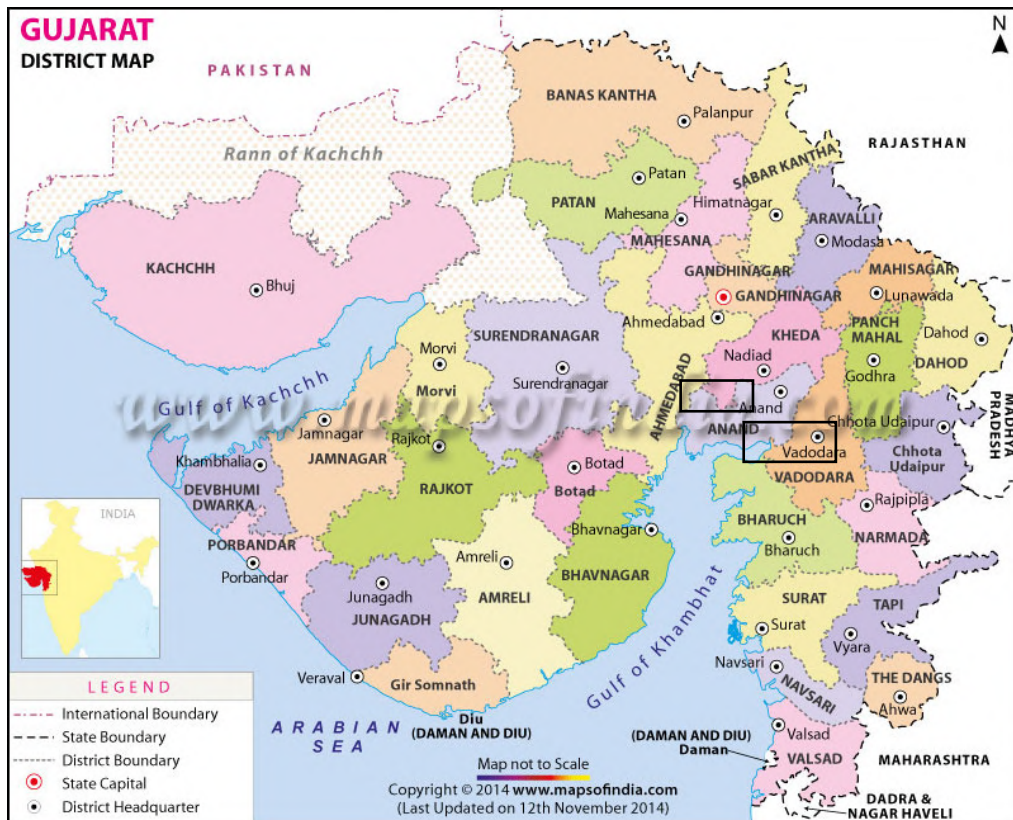 GUJARAT
DISTRICT MAP
N
PAKISTAN
BANAS KANTHA
Palanpur
RAJASTHAN
Rann of Kachchh
SABAR KANTHA
Patan
PATAN
Himatnagar
Mahesana
ARAVALLI
MAHESANA
Modasa
KACHCHH
GANDHINAGAR
MAHISAGAR
Bhuj
GANDHINAGAR
Lunawada
Ahmedabad
PANCH
MAHAL
SURENDRANAGAR
KHEDA
Dahod
Morvi
Nadiad
DAHOD
Surendranagar
Godhra
Morvi
AHMEDABAD
Anand
MADHYA
PRADESH
www.mapsofindia.com
Gulf of Kachchh
Chhota Udaipur
Jamnagar
ANAND
Rajkot
Vadodara
Khambhalia
JAMNAGAR
Botad
Chhota
Udaipur
DEVBHUMI
DWARKA
RAJKOT
Botad
VADODARA
Rajpipla
INDIA
Bhavnagar
BHARUCH
NARMADA
PORBANDAR
Amreli
Bharuch
Porbandar
BHAVNAGAR
Junagadh
AMRELI
SURAT
TAPI
JUNAGADH
Gulf of Khambhat
Surat
Vyara
Veraval
Gir Somnath
Navsari
NAVSARI
THE DANGS
Ahwa
LEGEND
International Boundary
State Boundary
District Boundary
State Capital
District Headquarter
ARABIAN
SEA
Diu
(DAMAN AND DIU)
Valsad
(DAMAN AND DIU)
Daman
VALSAD
MAHARASHTRA
Map not to Scale
Copyright © 2014 www.mapsofindia.com
(Last Updated on 12th November 2014)
DADRA &
NAGAR HAVELI